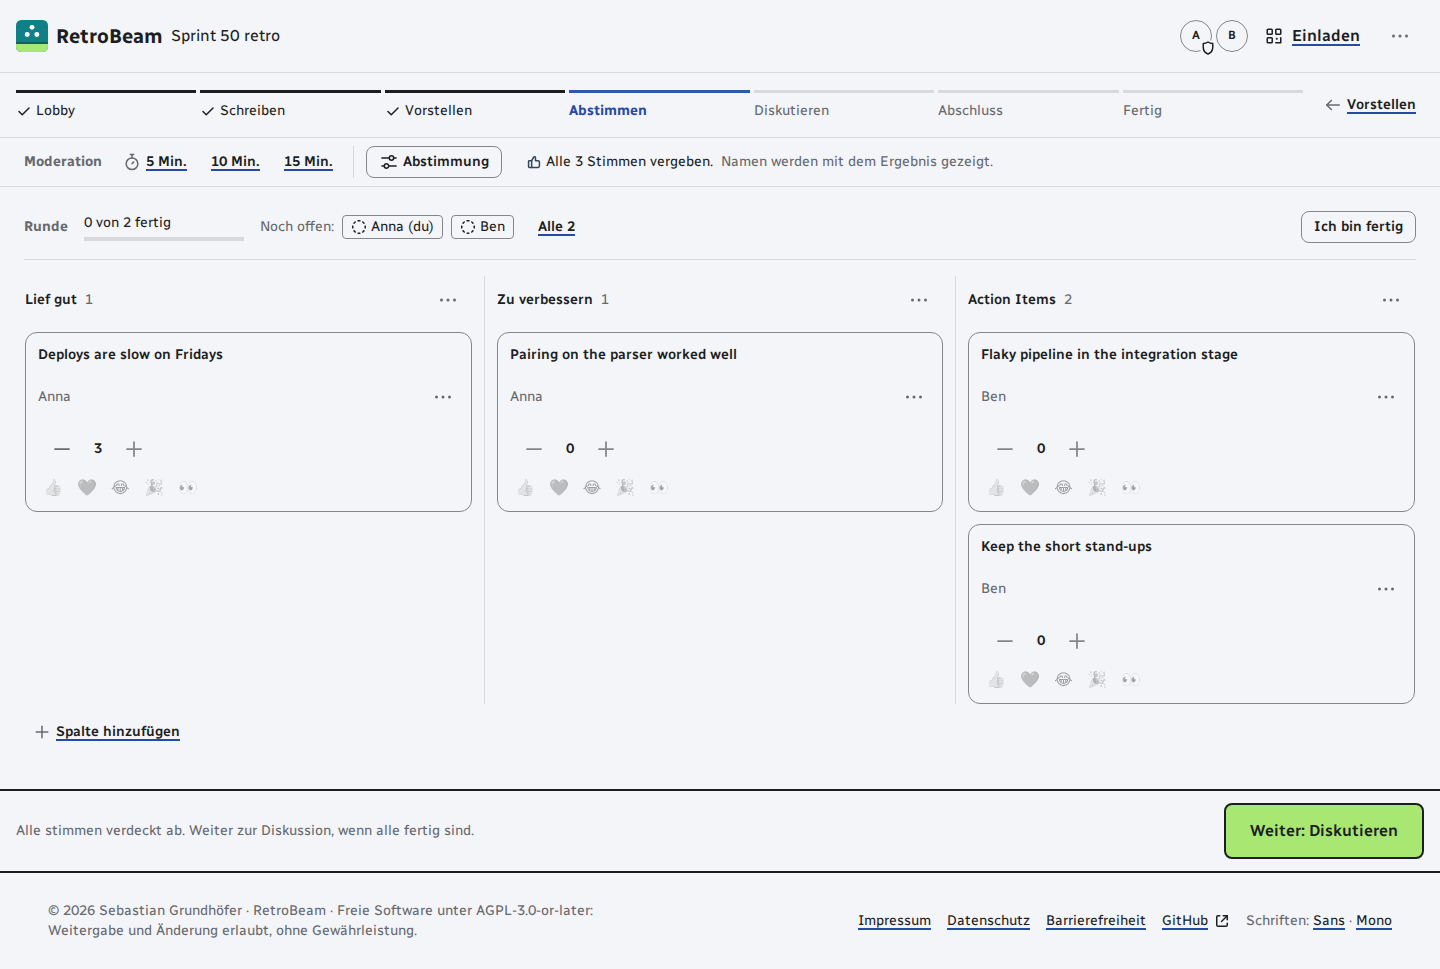 RetroBeam Sprint 50 retro
A B Einladen
Lobby Schreiben Vorstellen Abstimmen Diskutieren Abschluss Fertig Vorstellen
Moderation 5 Min. 10 Min. 15 Min. Abstimmung Alle 3 Stimmen vergeben. Namen werden mit dem Ergebnis gezeigt.
Runde 0 von 2 fertig Noch offen: Anna (du) Ben Alle 2 Ich bin fertig
Lief gut 1
Deploys are slow on Fridays
Anna
3
Zu verbessern 1
Pairing on the parser worked well
Anna
0
Action Items 2
Flaky pipeline in the integration stage
Ben
0
Keep the short stand-ups
Ben
0
Spalte hinzufügen
Alle stimmen verdeckt ab. Weiter zur Diskussion, wenn alle fertig sind. Weiter: Diskutieren
© 2026 Sebastian Grundhöfer · RetroBeam · Freie Software unter AGPL-3.0-or-later:
Weitergabe und Änderung erlaubt, ohne Gewährleistung.
Impressum Datenschutz Barrierefreiheit GitHub Schriften: Sans · Mono